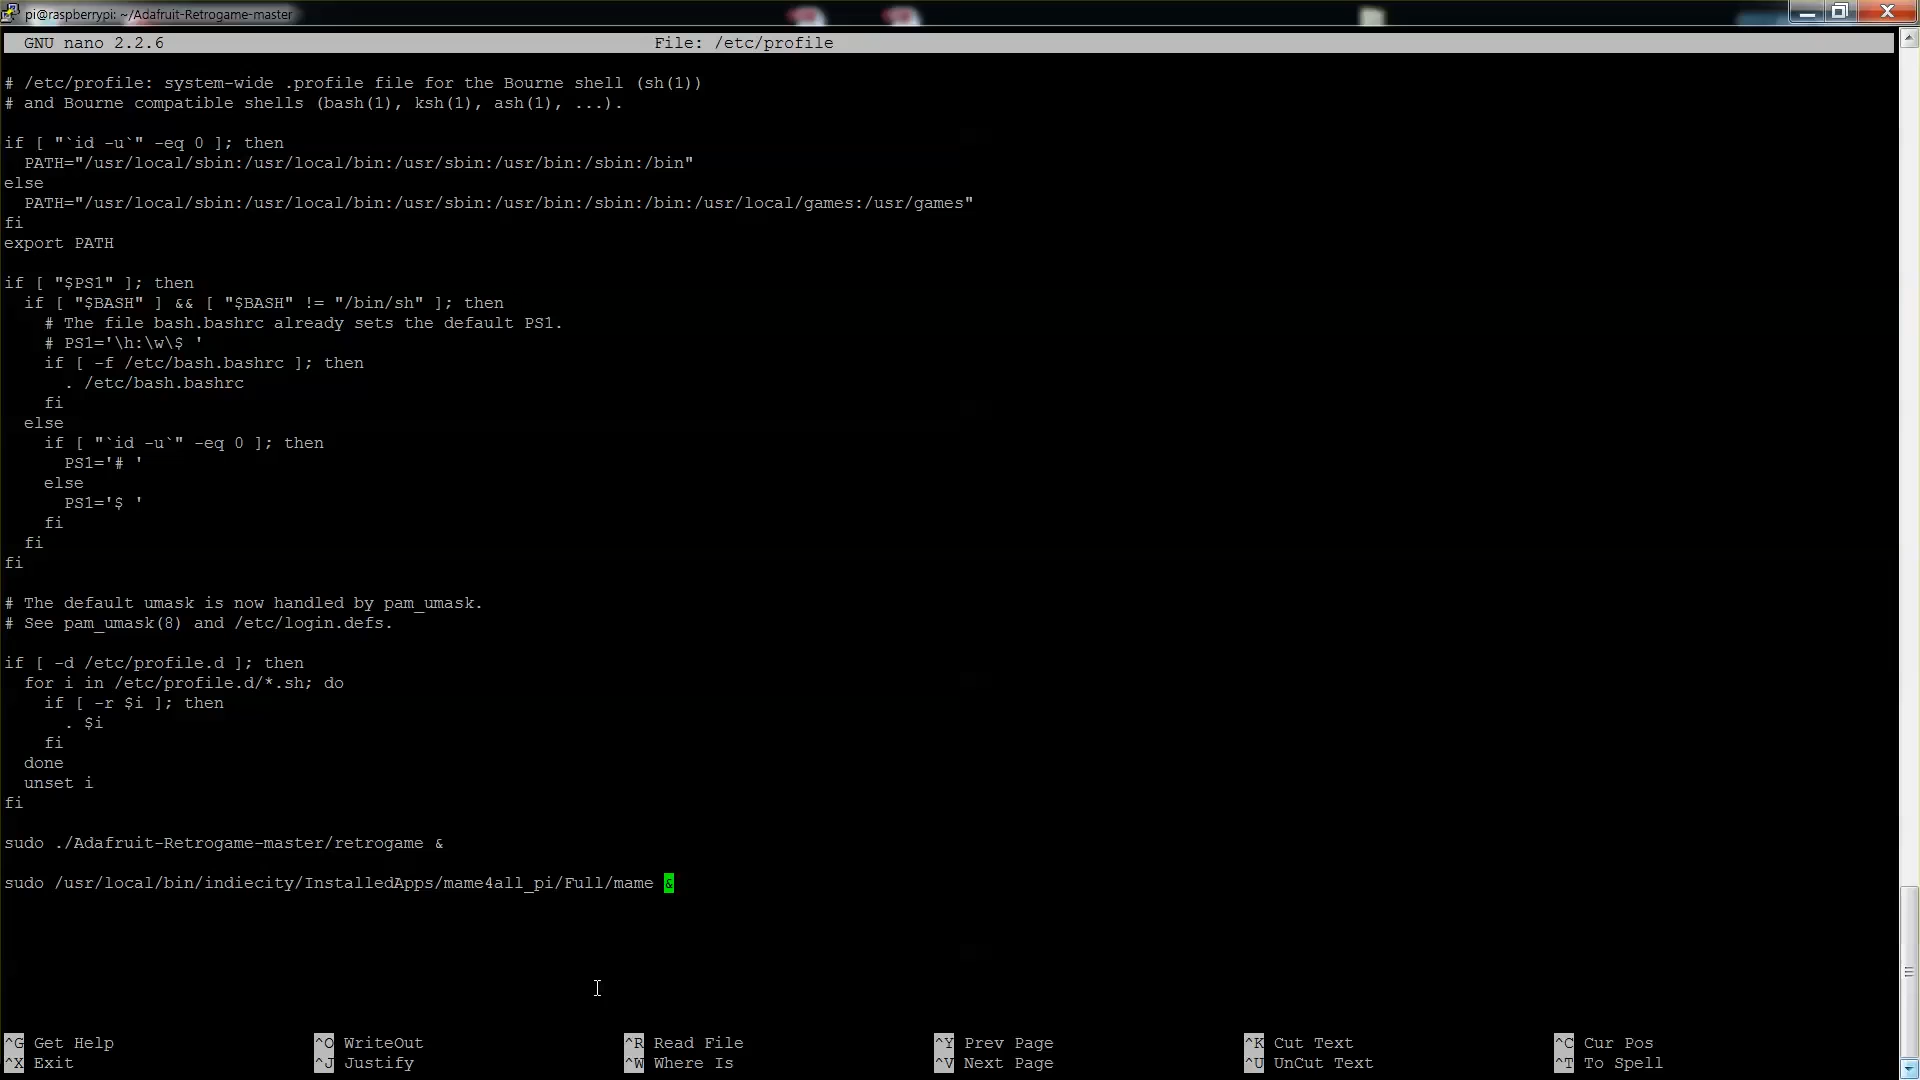 pi@raspberrypi: ~/Adafruit-Retrogame-master
GNU nano 2.2.6 File: /etc/profile
# /etc/profile: system-wide .profile file for the Bourne shell (sh(1))
# and Bourne compatible shells (bash(1), ksh(1), ash(1), ...).
if [ "`id -u`" -eq 0 ]; then
  PATH="/usr/local/sbin:/usr/local/bin:/usr/sbin:/usr/bin:/sbin:/bin"
else
  PATH="/usr/local/sbin:/usr/local/bin:/usr/sbin:/usr/bin:/sbin:/bin:/usr/local/games:/usr/games"
fi
export PATH
if [ "$PS1" ]; then
  if [ "$BASH" ] && [ "$BASH" != "/bin/sh" ]; then
    # The file bash.bashrc already sets the default PS1.
    # PS1='\h:\w\$ '
    if [ -f /etc/bash.bashrc ]; then
      . /etc/bash.bashrc
    fi
  else
    if [ "`id -u`" -eq 0 ]; then
      PS1='# '
    else
      PS1='$ '
    fi
  fi
fi
# The default umask is now handled by pam_umask.
# See pam_umask(8) and /etc/login.defs.
if [ -d /etc/profile.d ]; then
  for i in /etc/profile.d/*.sh; do
    if [ -r $i ]; then
      . $i
    fi
  done
  unset i
fi
sudo ./Adafruit-Retrogame-master/retrogame &
sudo /usr/local/bin/indiecity/InstalledApps/mame4all_pi/Full/mame &
^G Get Help ^O WriteOut ^R Read File ^Y Prev Page ^K Cut Text ^C Cur Pos
^X Exit ^J Justify ^W Where Is ^V Next Page ^U UnCut Text ^T To Spell